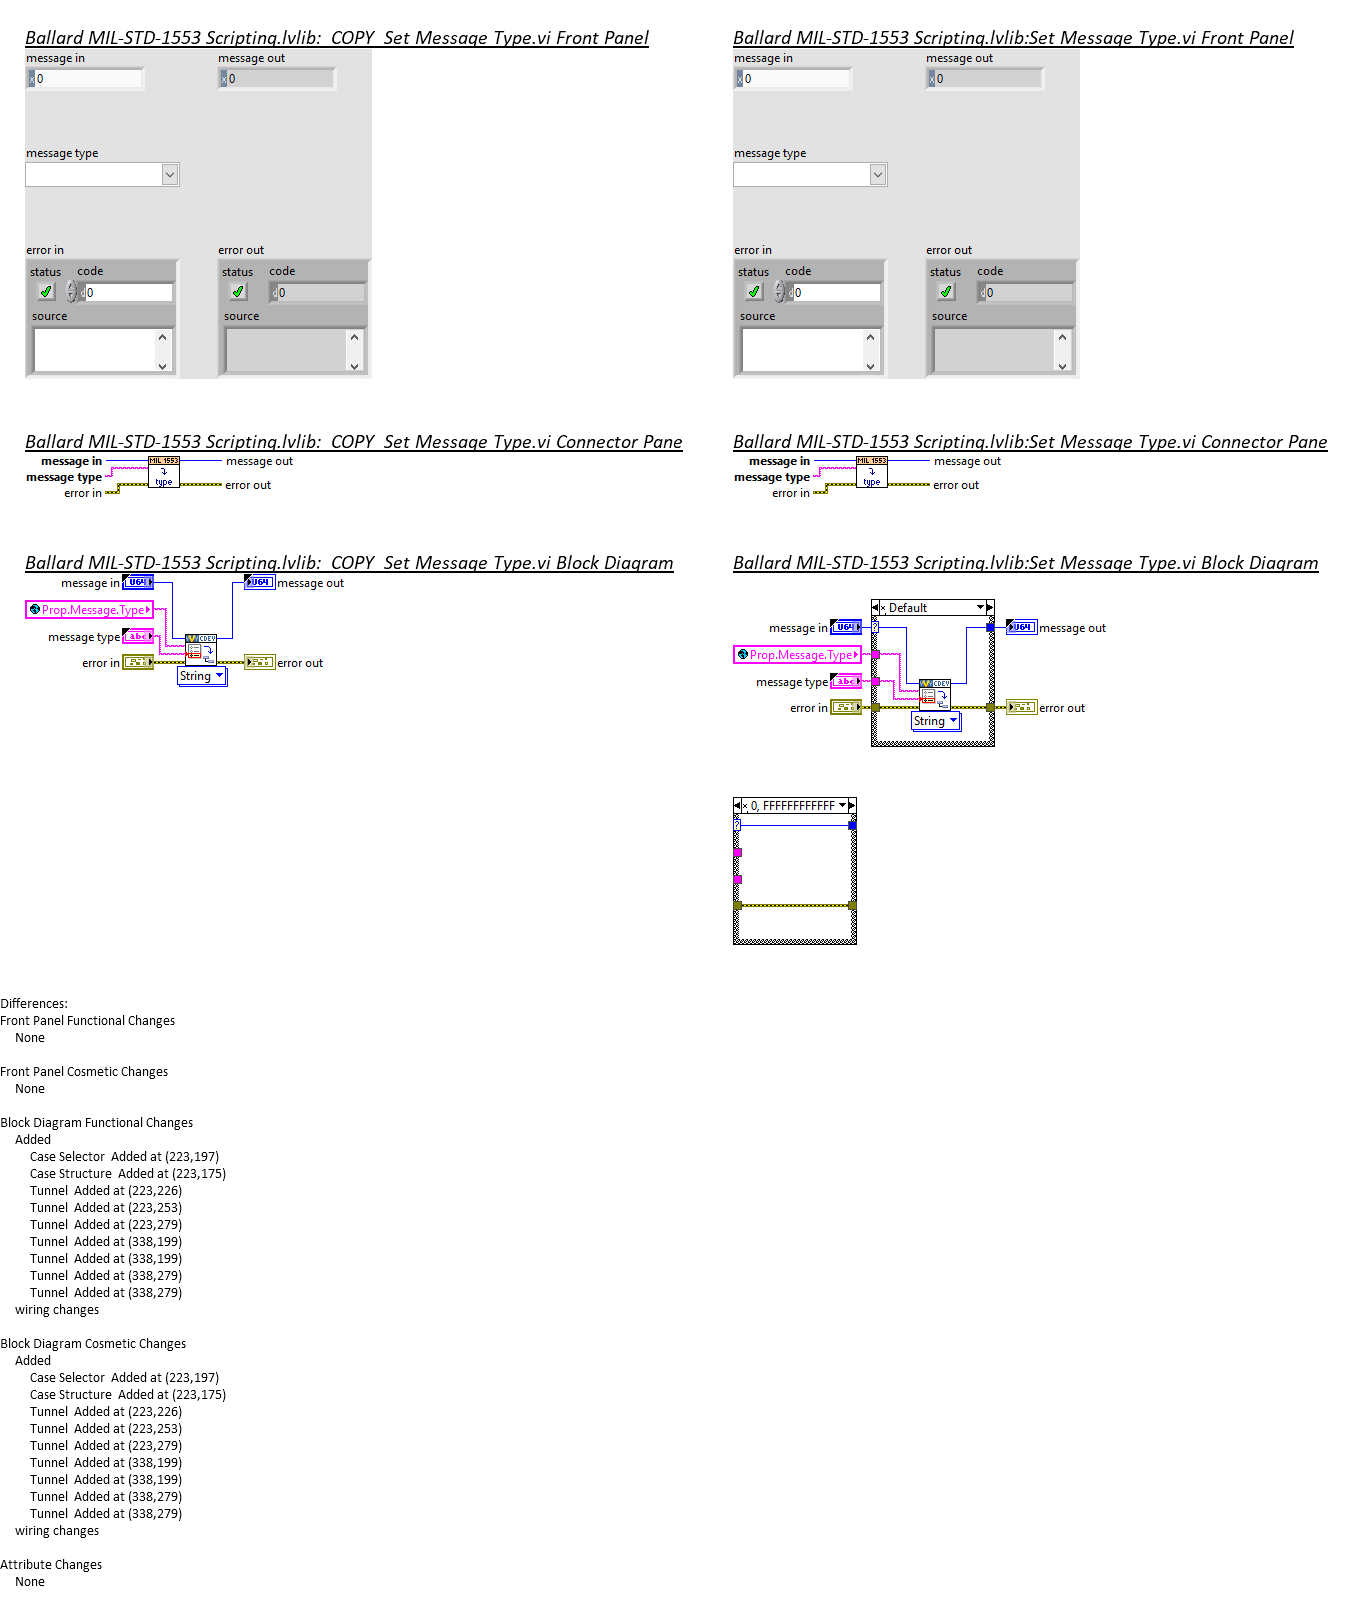 Ballard MIL-STD-1553 Scripting.lvlib:_COPY_Set Message Type.vi Front Panel
message in
x 0
message out
x 0
message type
error in
status
code
d 0
source
error out
status
code
d 0
source
Ballard MIL-STD-1553 Scripting.lvlib:Set Message Type.vi Front Panel
message in
x 0
message out
x 0
message type
error in
status
code
d 0
source
error out
status
code
d 0
source
Ballard MIL-STD-1553 Scripting.lvlib:_COPY_Set Message Type.vi Connector Pane
message in
message type
error in
MIL 1553
type
message out
error out
Ballard MIL-STD-1553 Scripting.lvlib:Set Message Type.vi Connector Pane
message in
message type
error in
MIL 1553
type
message out
error out
Ballard MIL-STD-1553 Scripting.lvlib:_COPY_Set Message Type.vi Block Diagram
message in U64
U64 message out
Prop.Message.Type
message type abc
CDEV
error in
error out
String
Ballard MIL-STD-1553 Scripting.lvlib:Set Message Type.vi Block Diagram
x Default
message in U64 ?
U64 message out
Prop.Message.Type
message type abc
CDEV
error in
error out
String
x 0, FFFFFFFFFFFF
?
Differences:
Front Panel Functional Changes
None
Front Panel Cosmetic Changes
None
Block Diagram Functional Changes
Added
Case Selector  Added at (223,197)
Case Structure  Added at (223,175)
Tunnel  Added at (223,226)
Tunnel  Added at (223,253)
Tunnel  Added at (223,279)
Tunnel  Added at (338,199)
Tunnel  Added at (338,199)
Tunnel  Added at (338,279)
Tunnel  Added at (338,279)
wiring changes
Block Diagram Cosmetic Changes
Added
Case Selector  Added at (223,197)
Case Structure  Added at (223,175)
Tunnel  Added at (223,226)
Tunnel  Added at (223,253)
Tunnel  Added at (223,279)
Tunnel  Added at (338,199)
Tunnel  Added at (338,199)
Tunnel  Added at (338,279)
Tunnel  Added at (338,279)
wiring changes
Attribute Changes
None